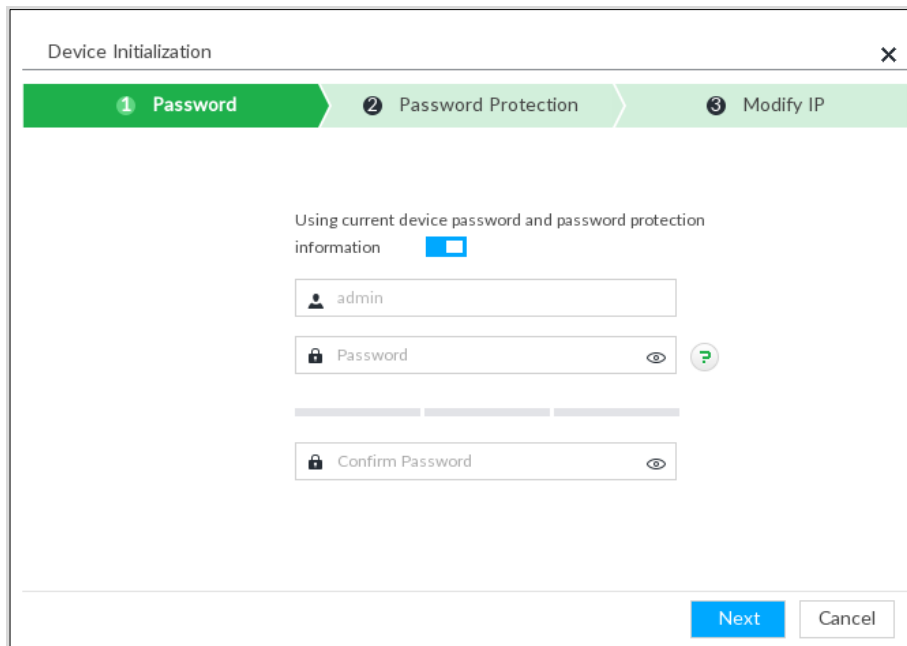 Device Initialization
1 Password 2 Password Protection 3 Modify IP
Using current device password and password protection
information
admin
Password
?
Confirm Password
Next Cancel